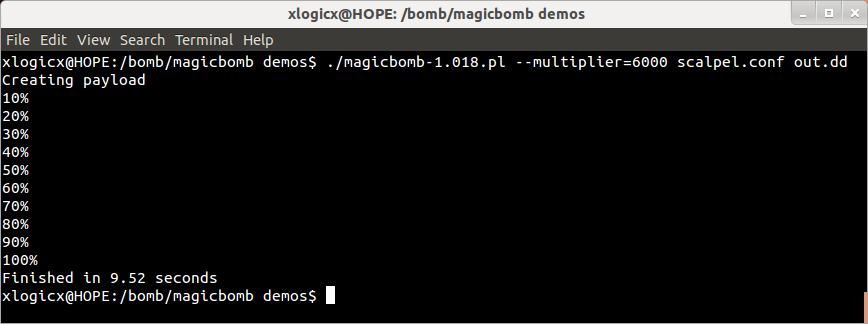 xlogicx@HOPE: /bomb/magicbomb demos
File Edit View Search Terminal Help
xlogicx@HOPE:/bomb/magicbomb demos$ ./magicbomb-1.018.pl --multiplier=6000 scalpel.conf out.dd
Creating payload
10%
20%
30%
40%
50%
60%
70%
80%
90%
100%
Finished in 9.52 seconds
xlogicx@HOPE:/bomb/magicbomb demos$